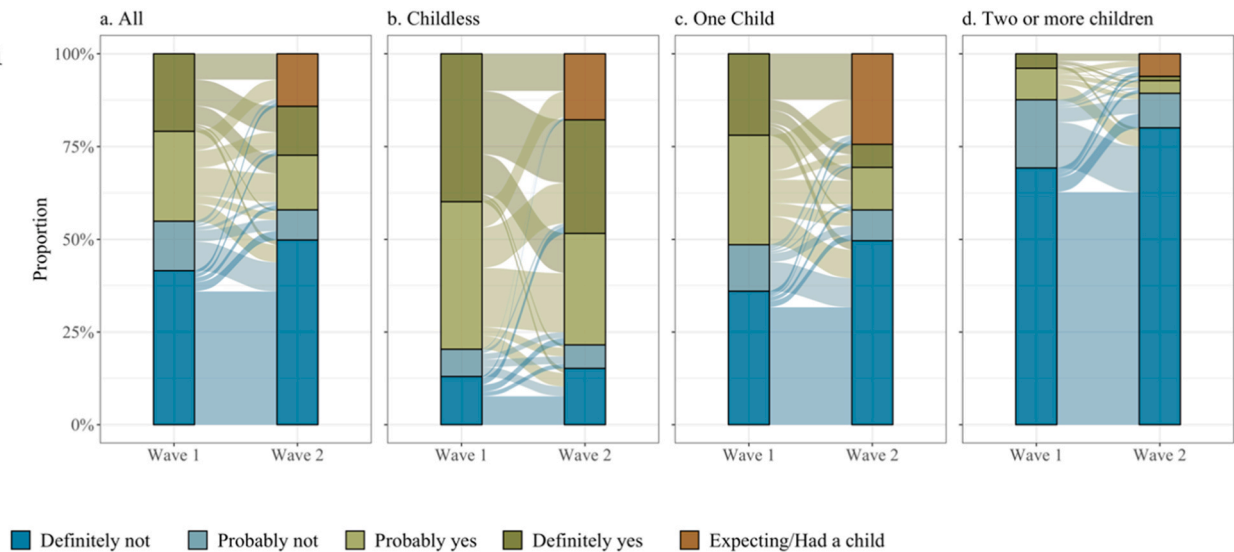 a. All
b. Childless
c. One Child
d. Two or more children
Proportion
100%
75%
50%
25%
0%
Wave 1 Wave 2 Wave 1 Wave 2 Wave 1 Wave 2 Wave 1 Wave 2
Definitely not Probably not Probably yes Definitely yes Expecting/Had a child